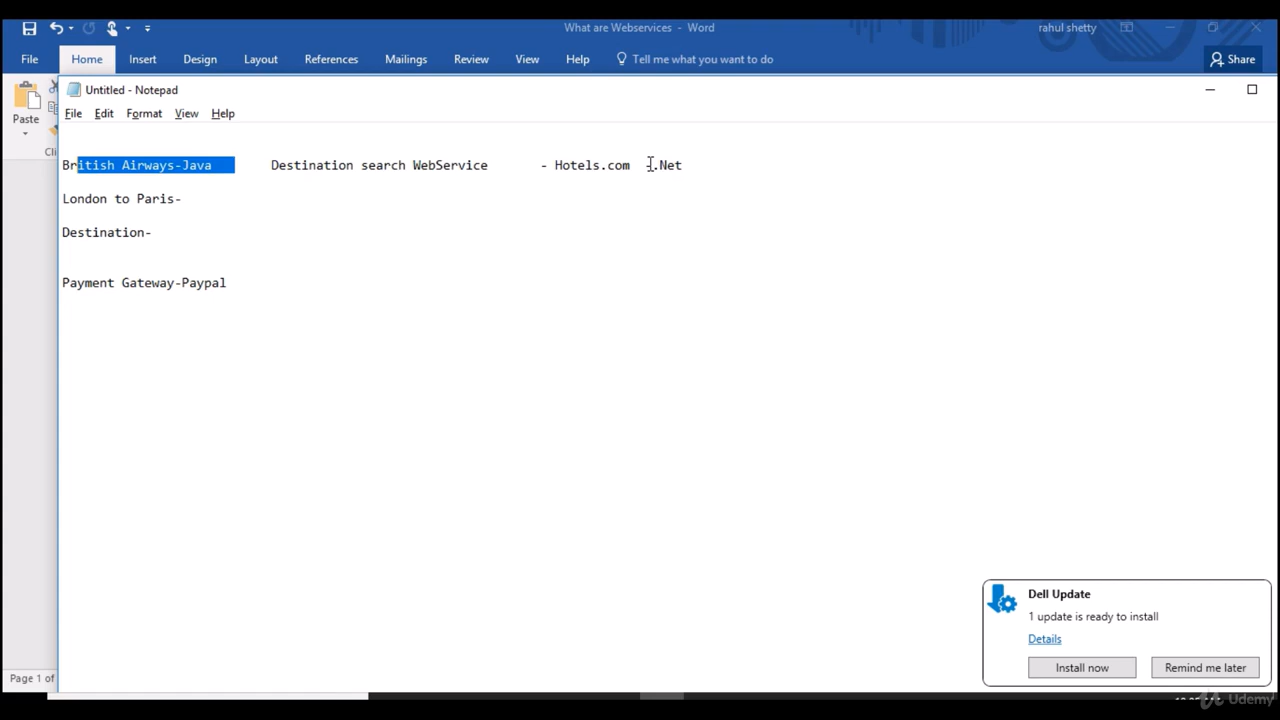 What are Webservices - Word
rahul shetty
File Home Insert Design Layout References Mailings Review View Help Tell me what you want to do Share
Untitled - Notepad
Paste
File Edit Format View Help
British Airways-Java Destination search WebService - Hotels.com -.Net
London to Paris-
Destination-
Payment Gateway-Paypal
Dell Update
1 update is ready to install
Details
Install now Remind me later
Page 1 of
Udemy